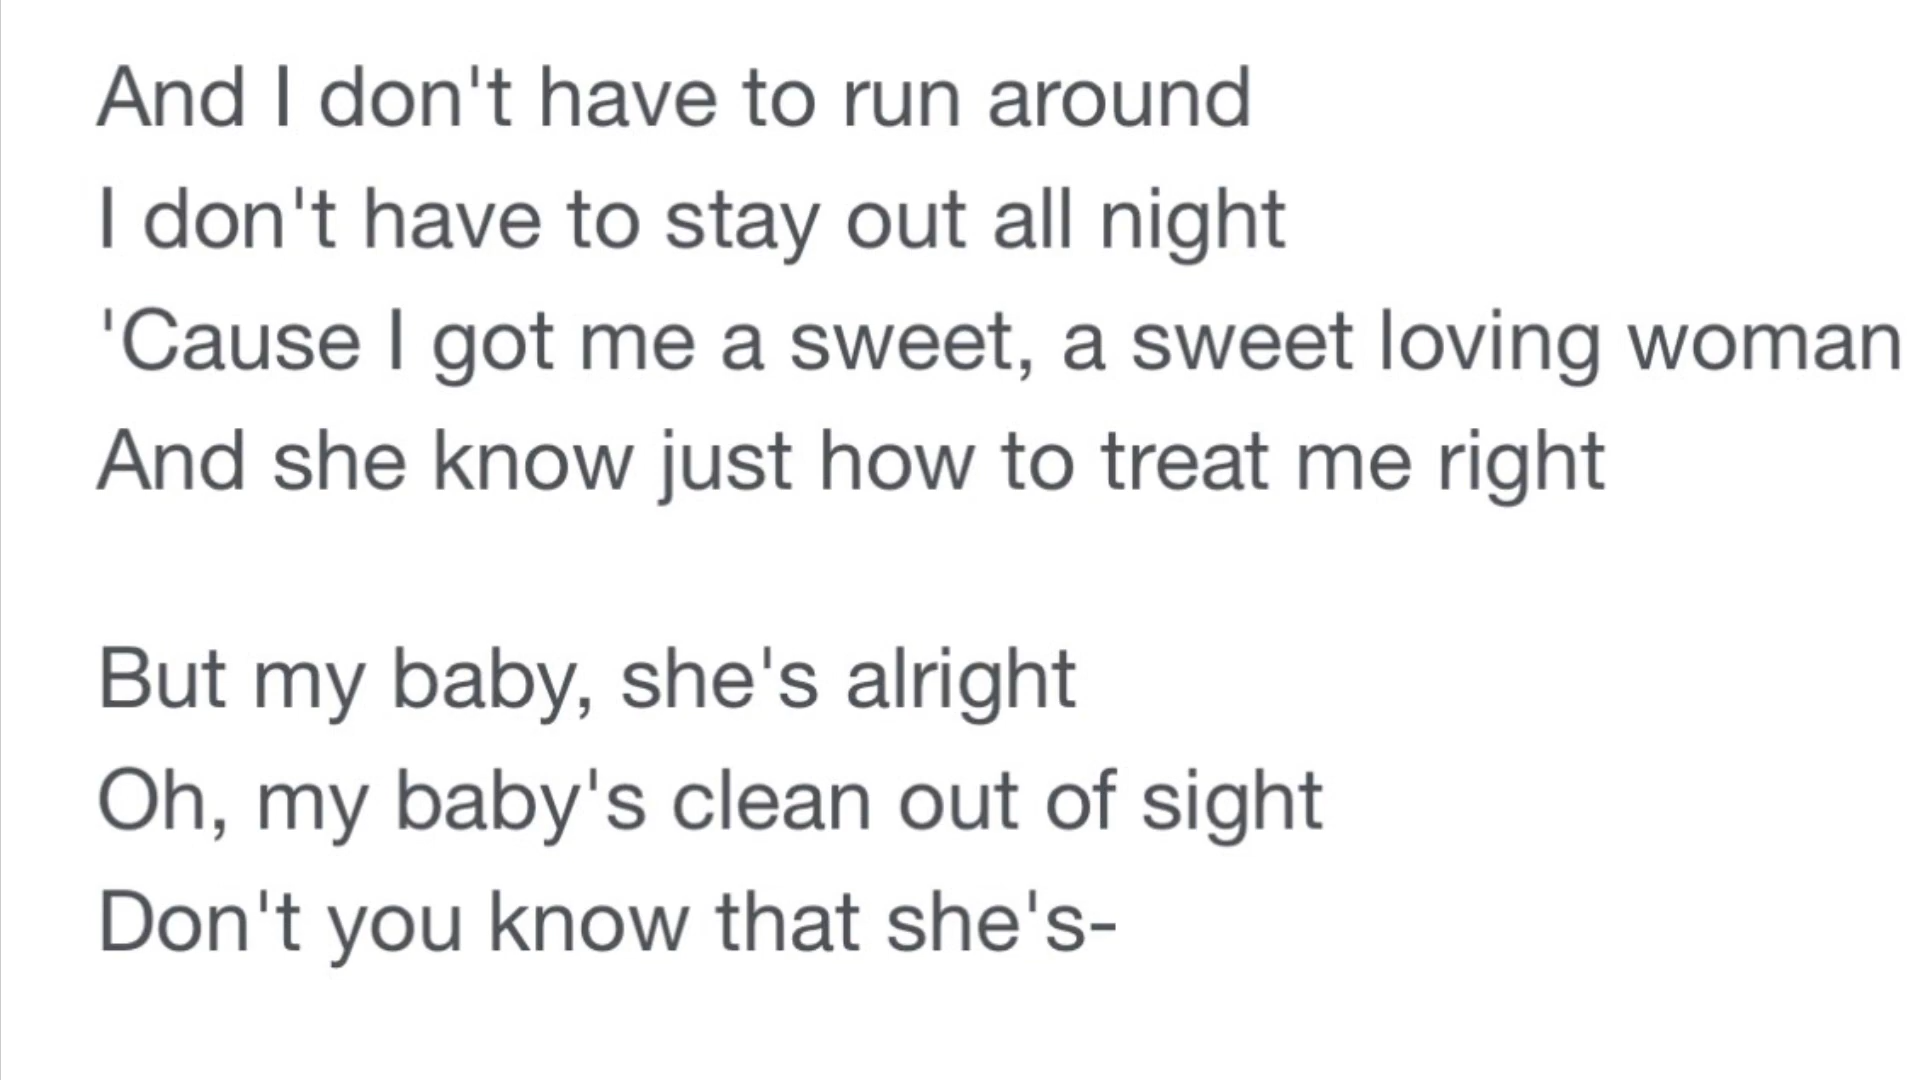 And I don't have to run around
I don't have to stay out all night
'Cause I got me a sweet, a sweet loving woman
And she know just how to treat me right
But my baby, she's alright
Oh, my baby's clean out of sight
Don't you know that she's-